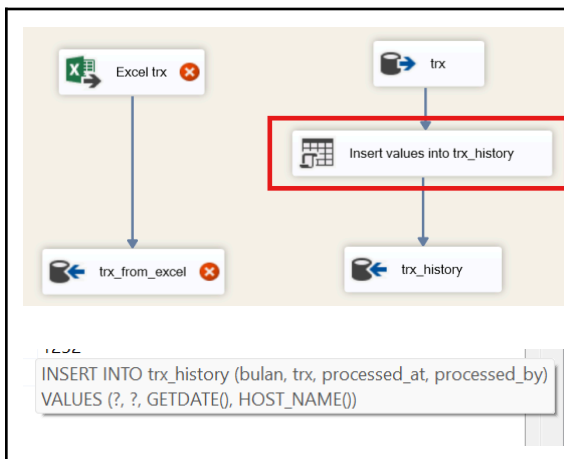 Excel trx
trx
Insert values into trx_history
trx_from_excel
trx_history
INSERT INTO trx_history (bulan, trx, processed_at, processed_by)
VALUES (?, ?, GETDATE(), HOST_NAME())